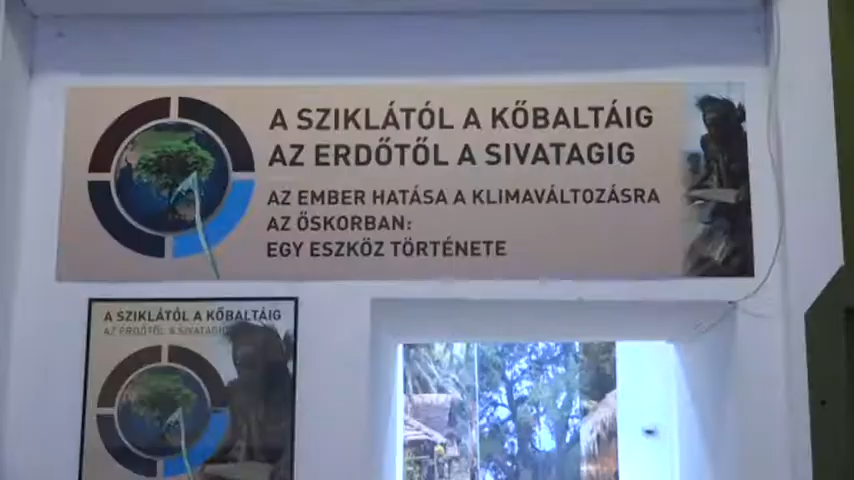 A SZIKLÁTÓL A KŐBALTÁIG
AZ ERDŐTŐL A SIVATAGIG
AZ EMBER HATÁSA A KLIMAVÁLTOZÁSRA
AZ ŐSKORBAN:
EGY ESZKÖZ TÖRTÉNETE
A SZIKLÁTÓL A KŐBALTÁIG
AZ ERDŐTŐL A SIVATAGIG